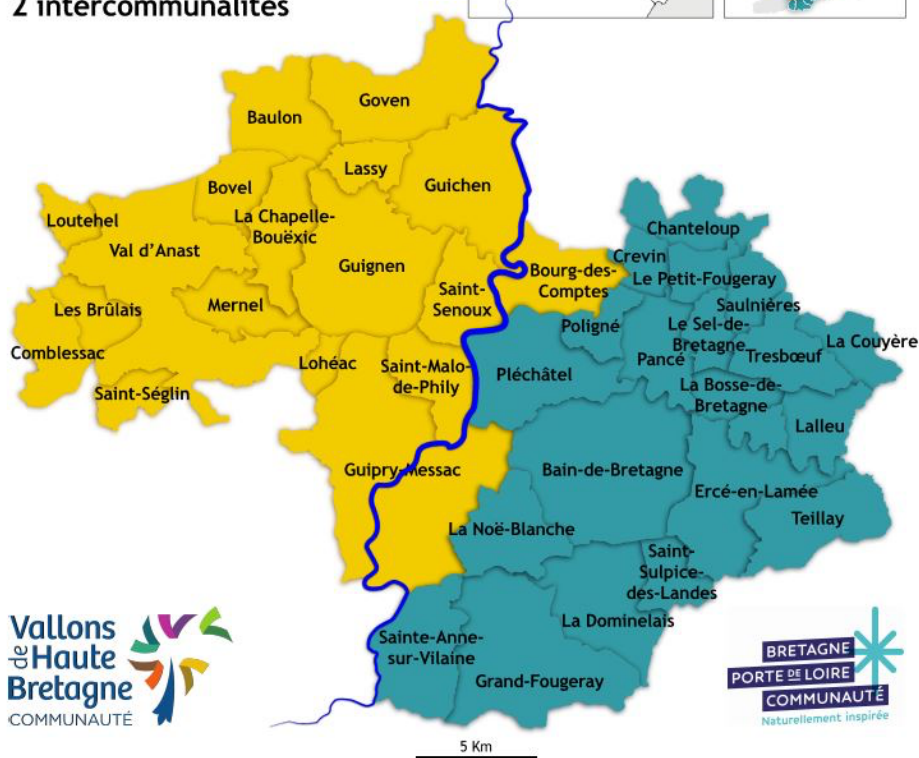 2 intercommunalités
Goven
Baulon
Lassy
Guichen
Bovel
La Chapelle-
Bouëxic
Loutehel
Val d'Anast
Guignen
Chanteloup
Crevin
Le Petit-Fougeray
Bourg-des-
Comptes
Saint-
Senoux
Mernel
Les Brûlais
Saulnières
Poligné
Le Sel-de-
Bretagne
La Couyère
Comblessac
Lohéac
Saint-Malo-
de-Phily
Pancé
Tresbœuf
Pléchâtel
Saint-Séglin
La Bosse-de-
Bretagne
Lalleu
Guipry-Messac
Bain-de-Bretagne
Ercé-en-Lamée
Teillay
La Noë-Blanche
Saint-
Sulpice-
des-Landes
La Dominelais
Sainte-Anne-
sur-Vilaine
Grand-Fougeray
Vallons
de Haute
Bretagne
COMMUNAUTÉ
BRETAGNE
PORTE DE LOIRE
COMMUNAUTÉ
Naturellement inspirée
5 Km